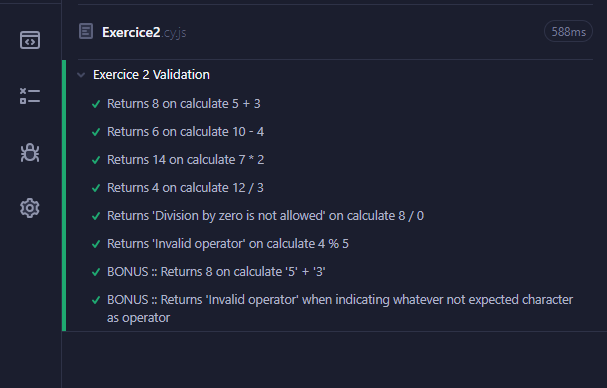 Exercice2.cy.js
588ms
Exercice 2 Validation
Returns 8 on calculate 5 + 3
Returns 6 on calculate 10 - 4
Returns 14 on calculate 7 * 2
Returns 4 on calculate 12 / 3
Returns 'Division by zero is not allowed' on calculate 8 / 0
Returns 'Invalid operator' on calculate 4 % 5
BONUS :: Returns 8 on calculate '5' + '3'
BONUS :: Returns 'Invalid operator' when indicating whatever not expected character
as operator